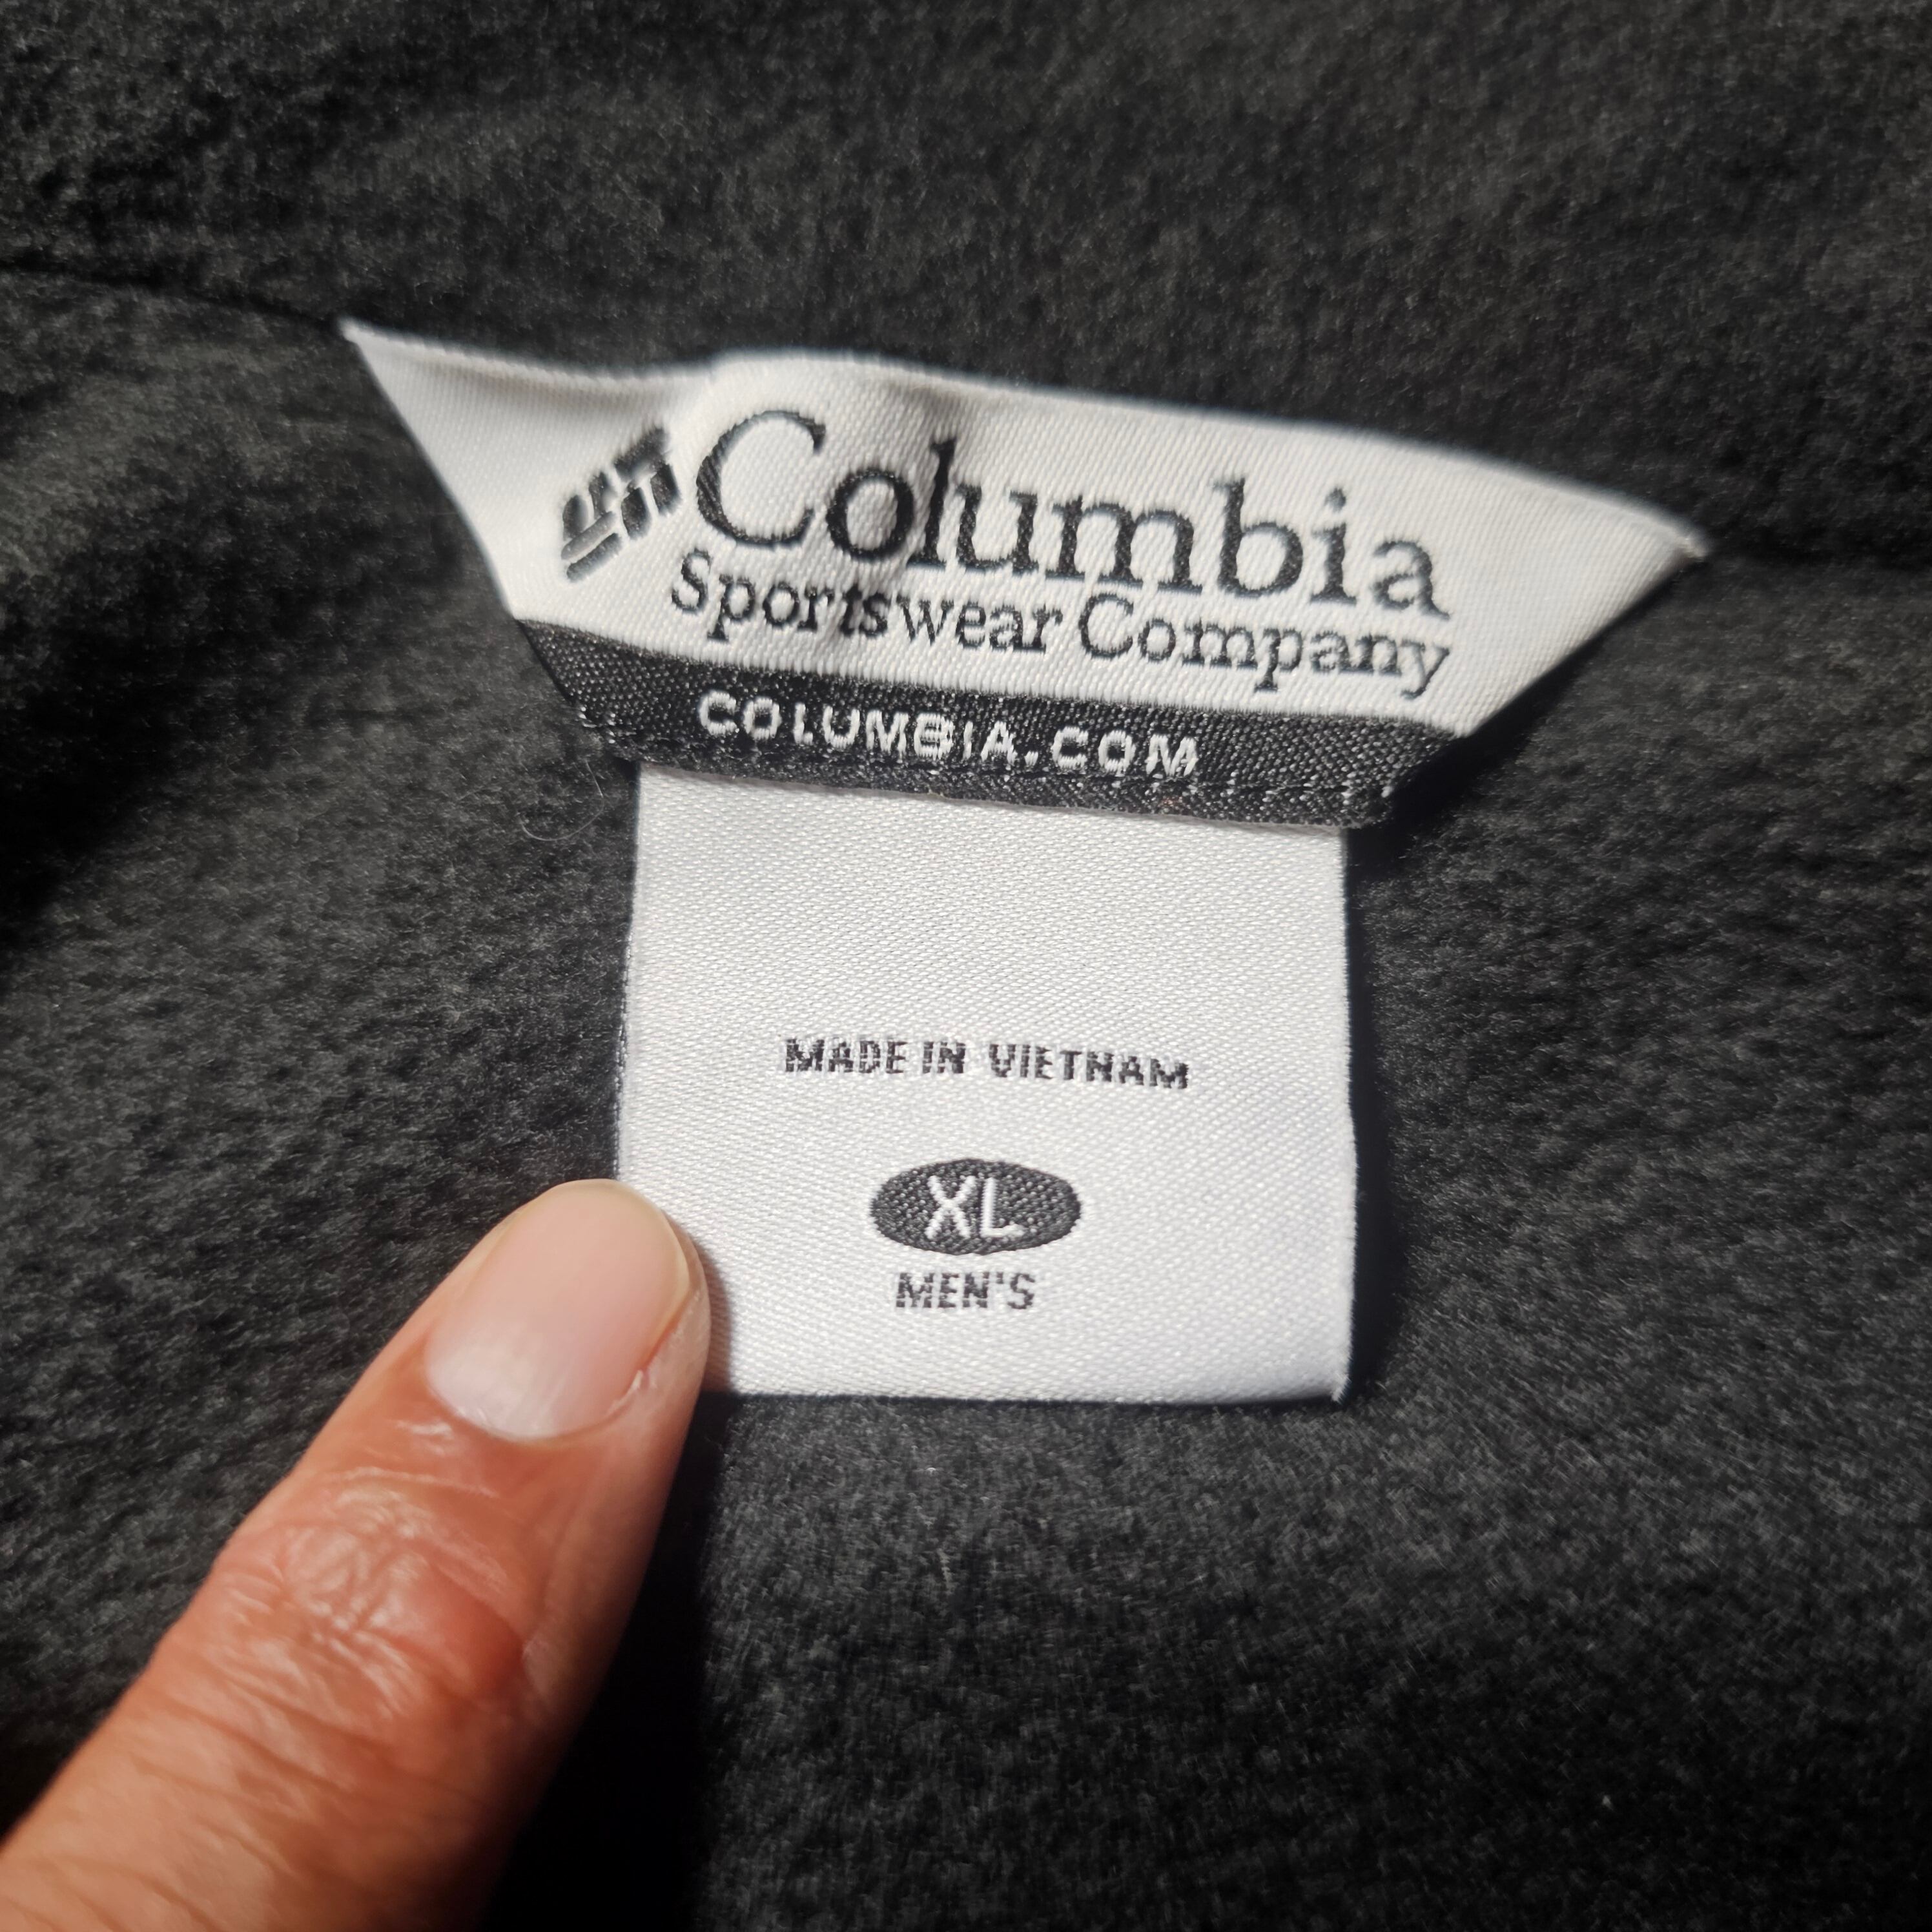 Columbia
Sportswear Company
COLUMBIA.COM
MADE IN VIETNAM
XL
MEN'S